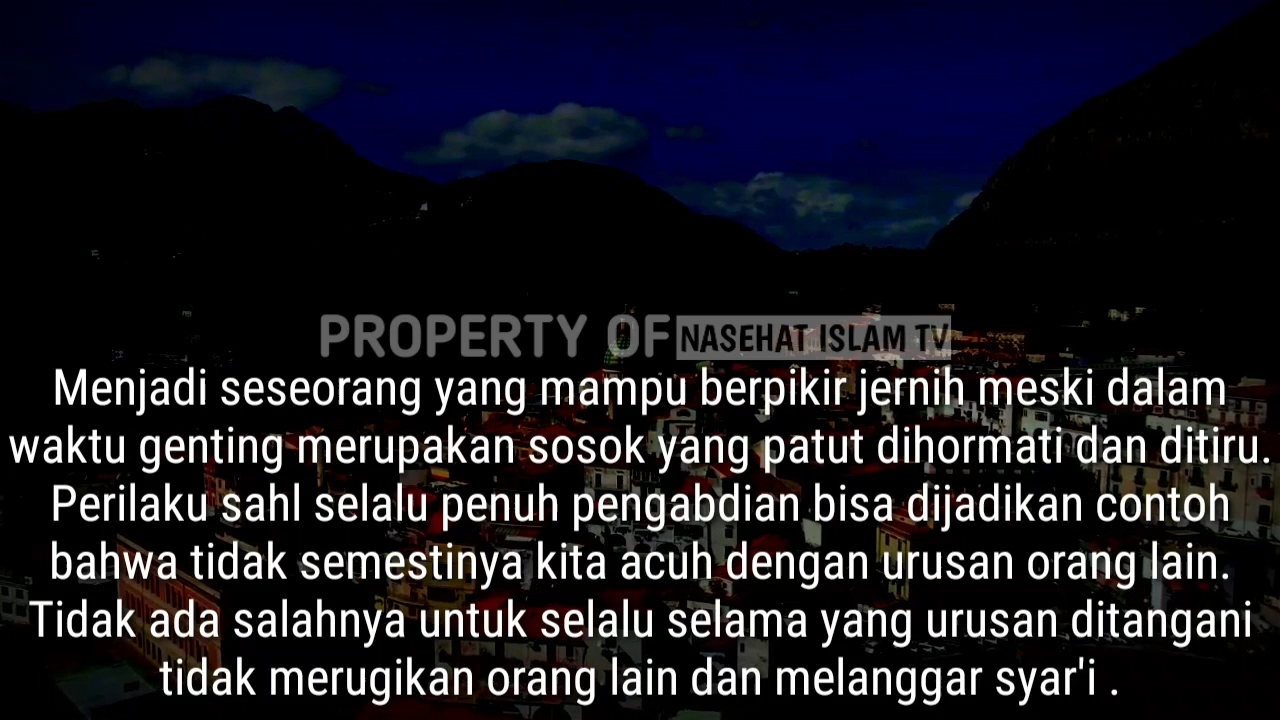 PROPERTY OF NASEHAT ISLAM TV
Menjadi seseorang yang mampu berpikir jernih meski dalam
waktu genting merupakan sosok yang patut dihormati dan ditiru.
Perilaku sahl selalu penuh pengabdian bisa dijadikan contoh
bahwa tidak semestinya kita acuh dengan urusan orang lain.
Tidak ada salahnya untuk selalu selama yang urusan ditangani
tidak merugikan orang lain dan melanggar syar'i .